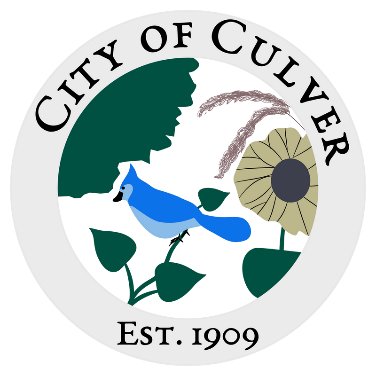 CITY OF CULVER
EST. 1909